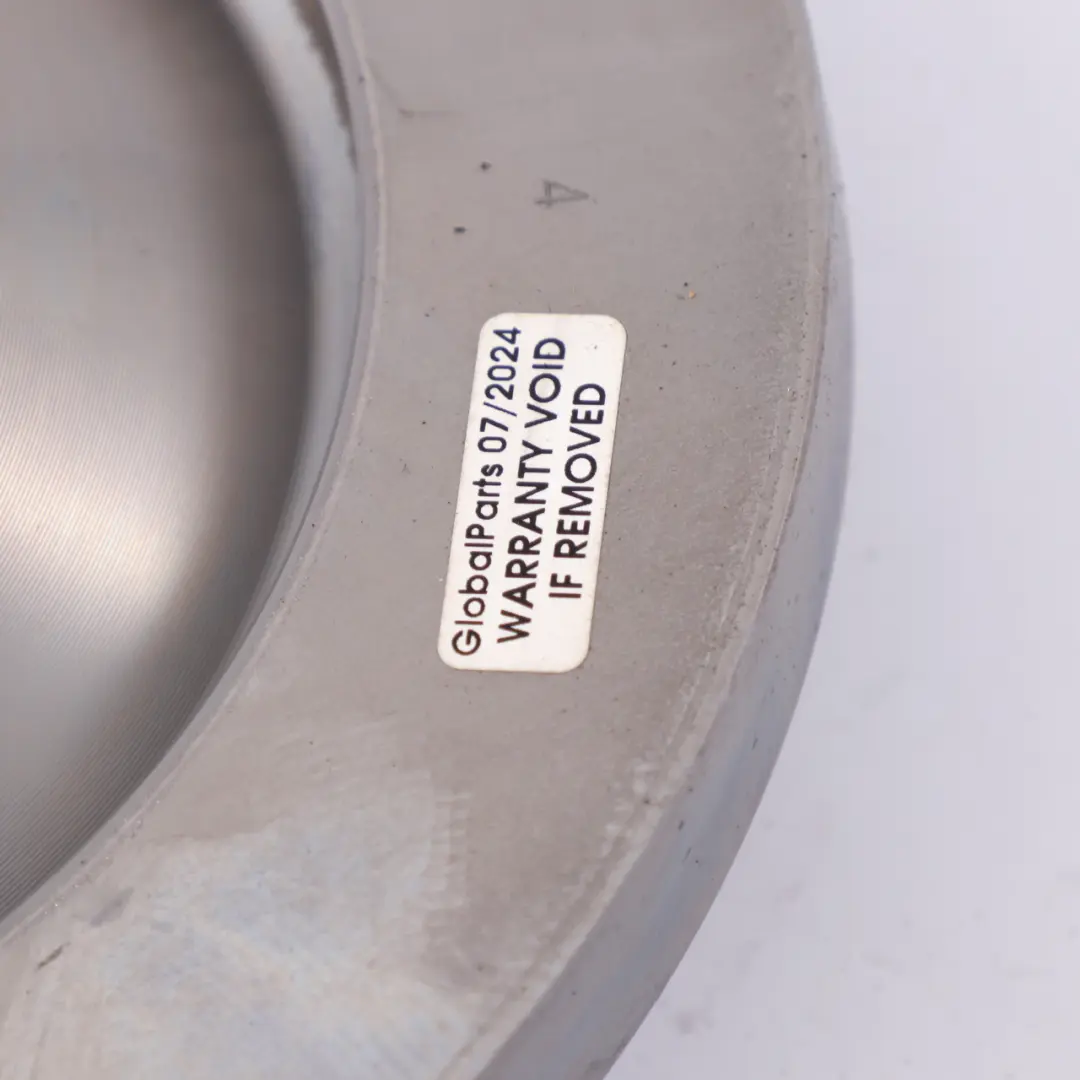 4
GlobalParts 07/2024
WARRANTY VOID
IF REMOVED